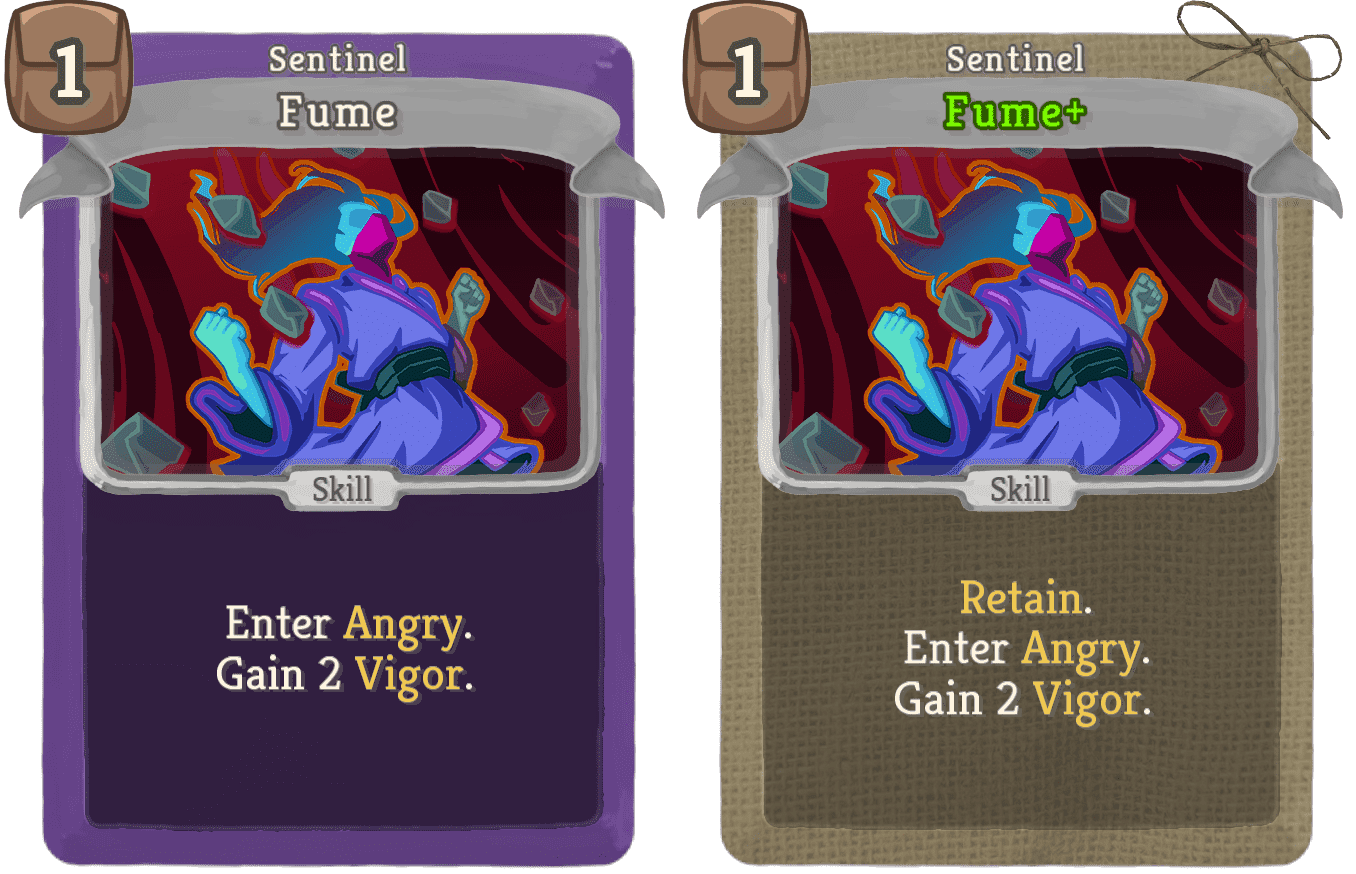 1
Sentinel
Fume
Skill
Enter Angry.
Gain 2 Vigor.
1
Sentinel
Fume+
Skill
Retain.
Enter Angry.
Gain 2 Vigor.